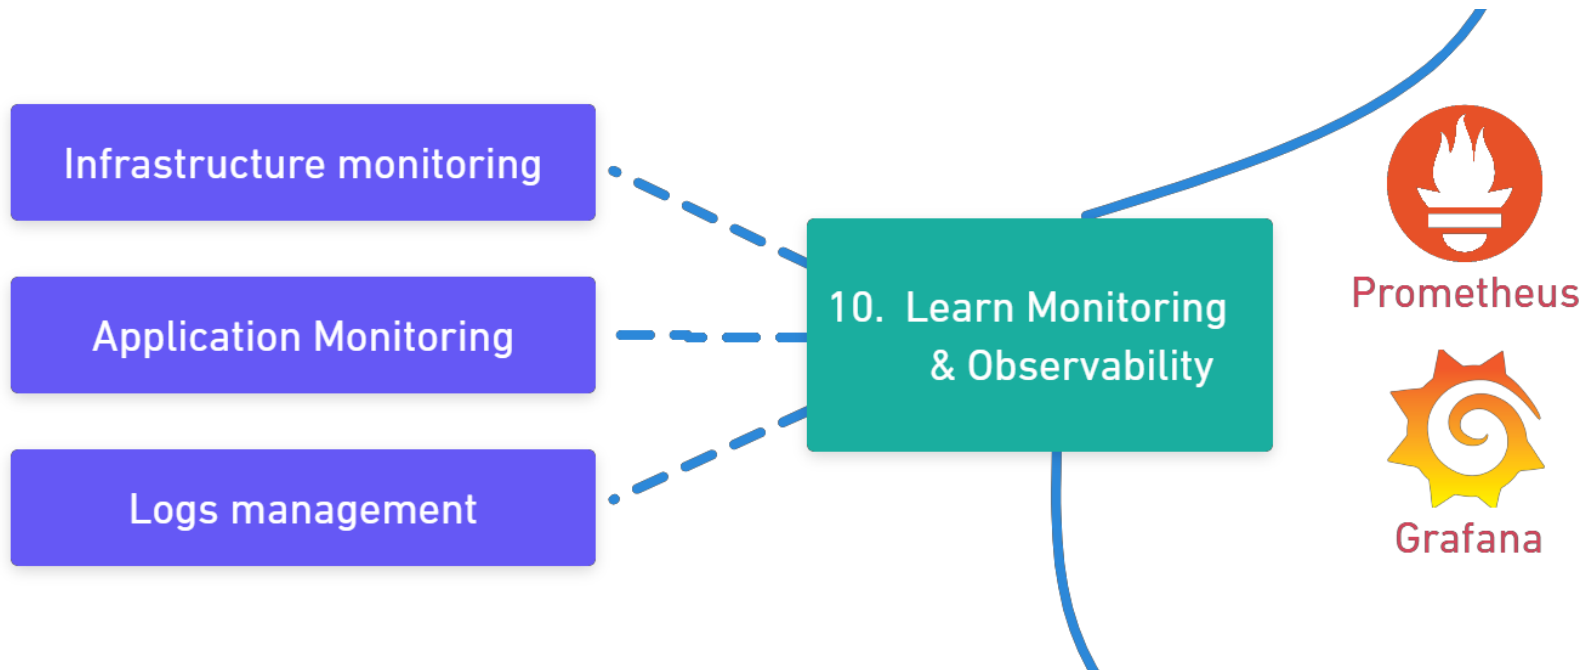 Infrastructure monitoring
Application Monitoring
Logs management
10. Learn Monitoring
& Observability
Prometheus
Grafana